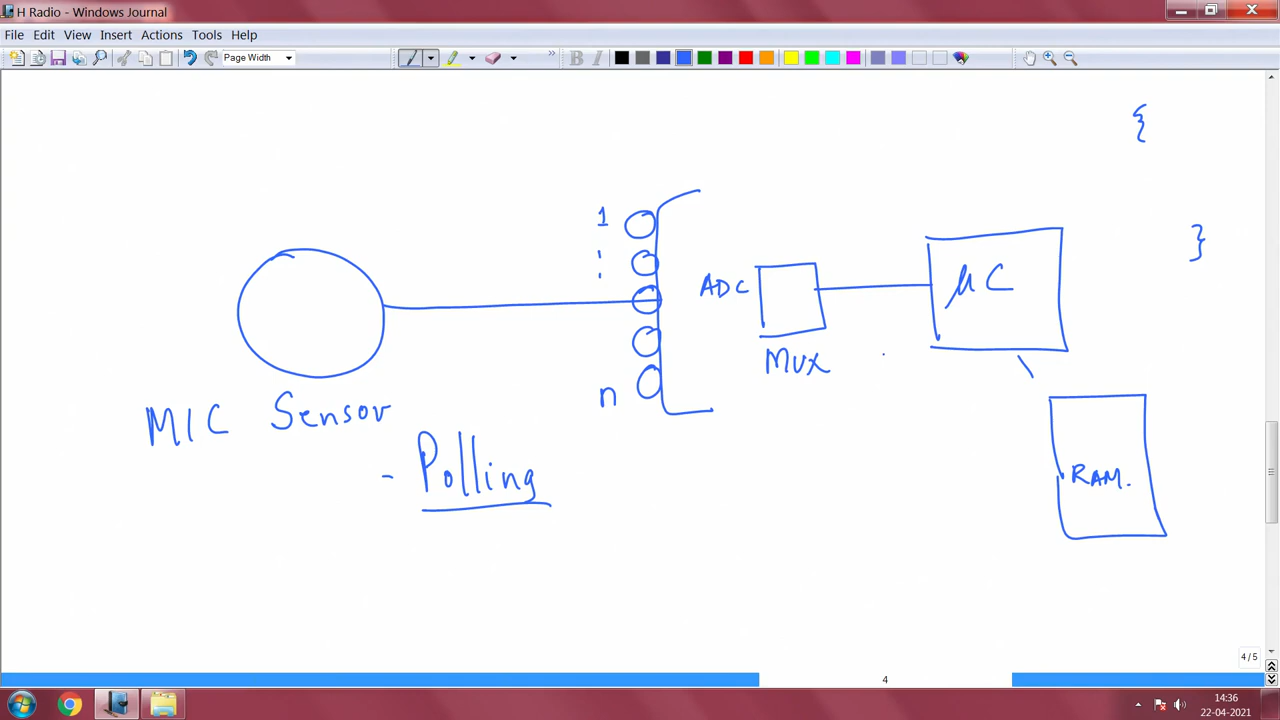 H Radio - Windows Journal
File Edit View Insert Actions Tools Help
Page Width
{
1
}
ADC
μC
MUX
n
MIC Sensor
- Polling
RAM.
4/5
4
14:36
22-04-2021